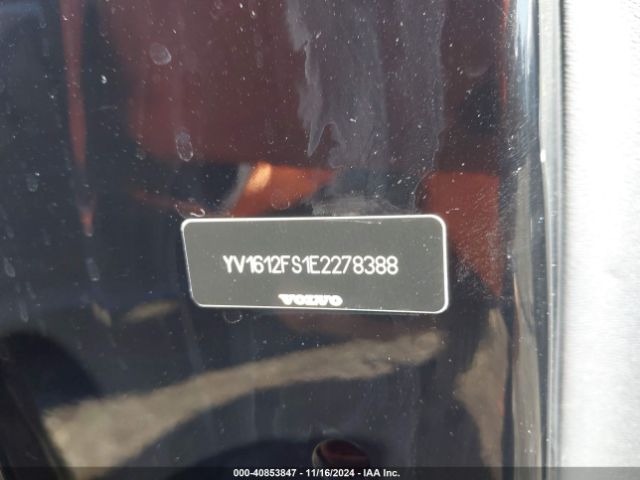 YV1612FS1E2278388
VOLVO
000-40853847 - 11/16/2024 - IAA Inc.